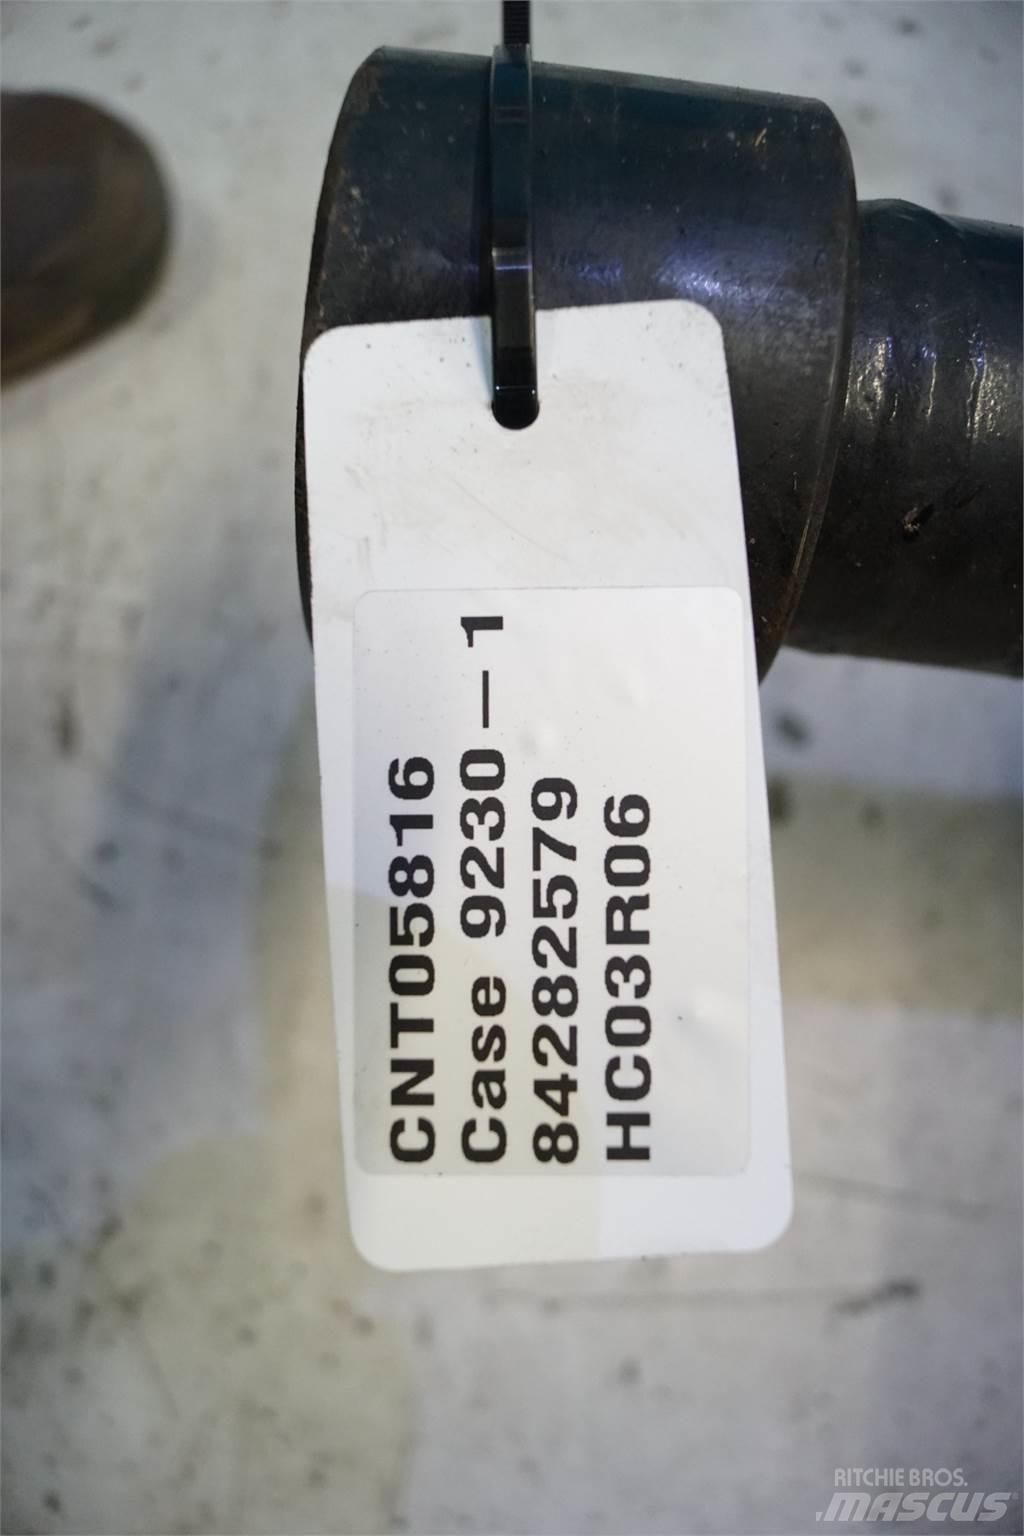 CNT05816
Case 9230-1
84282579
HC03R06
RITCHIE BROS.
MASCUS